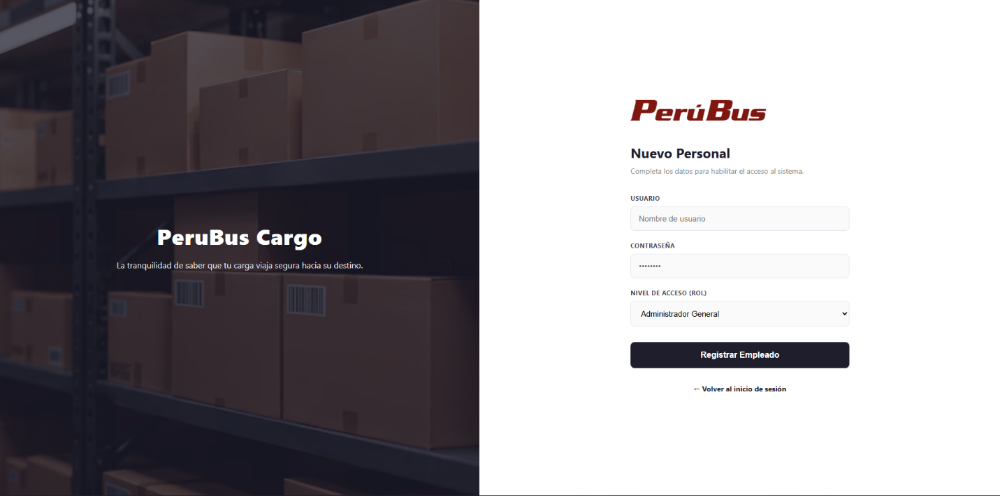 PeruBus Cargo
La tranquilidad de saber que tu carga viaja segura hacia su destino.
PerúBus
Nuevo Personal
Completa los datos para habilitar el acceso al sistema.
USUARIO
Nombre de usuario
CONTRASEÑA
••••••••
NIVEL DE ACCESO (ROL)
Administrador General
Registrar Empleado
← Volver al inicio de sesión